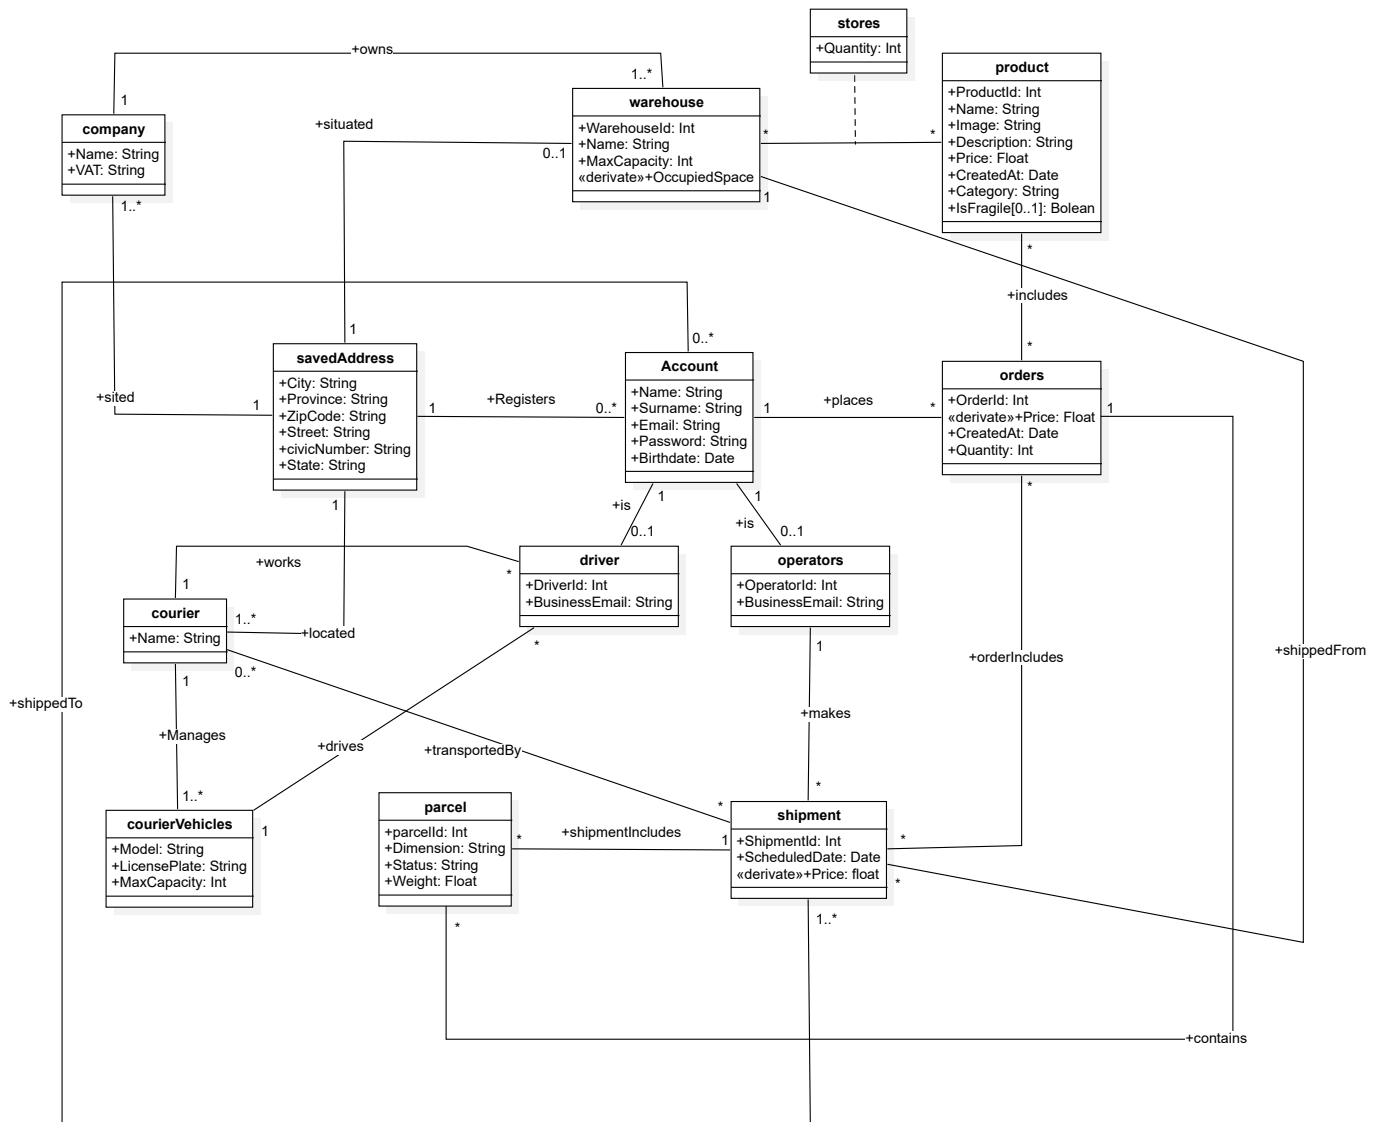 stores
+Quantity: Int
+owns
product
+ProductId: Int
+Name: String
+Image: String
+Description: String
+Price: Float
+CreatedAt: Date
+Category: String
+IsFragile[0..1]: Bolean
1..*
1
warehouse
+WarehouseId: Int
+Name: String
+MaxCapacity: Int
«derivate»+OccupiedSpace
company
+Name: String
+VAT: String
+situated
0..1
*
*
1..*
1
*
+includes
1
0..*
*
savedAddress
+City: String
+Province: String
+ZipCode: String
+Street: String
+civicNumber: String
+State: String
Account
+Name: String
+Surname: String
+Email: String
+Password: String
+Birthdate: Date
orders
+OrderId: Int
«derivate»+Price: Float
+CreatedAt: Date
+Quantity: Int
+sited
1
1
+Registers
0..*
1
+places
*
1
1
+is
0..1
1
1
+is
0..1
*
+works
*
1
driver
+DriverId: Int
+BusinessEmail: String
operators
+OperatorId: Int
+BusinessEmail: String
courier
+Name: String
1..*
+located
0..*
1
*
1
+orderIncludes
+shippedFrom
+shippedTo
+Manages
+drives
+transportedBy
+makes
1..*
1
*
*
courierVehicles
+Model: String
+LicensePlate: String
+MaxCapacity: Int
parcel
+parcelId: Int
+Dimension: String
+Status: String
+Weight: Float
*
+shipmentIncludes
1
shipment
+ShipmentId: Int
+ScheduledDate: Date
«derivate»+Price: float
*
*
*
1..*
+contains